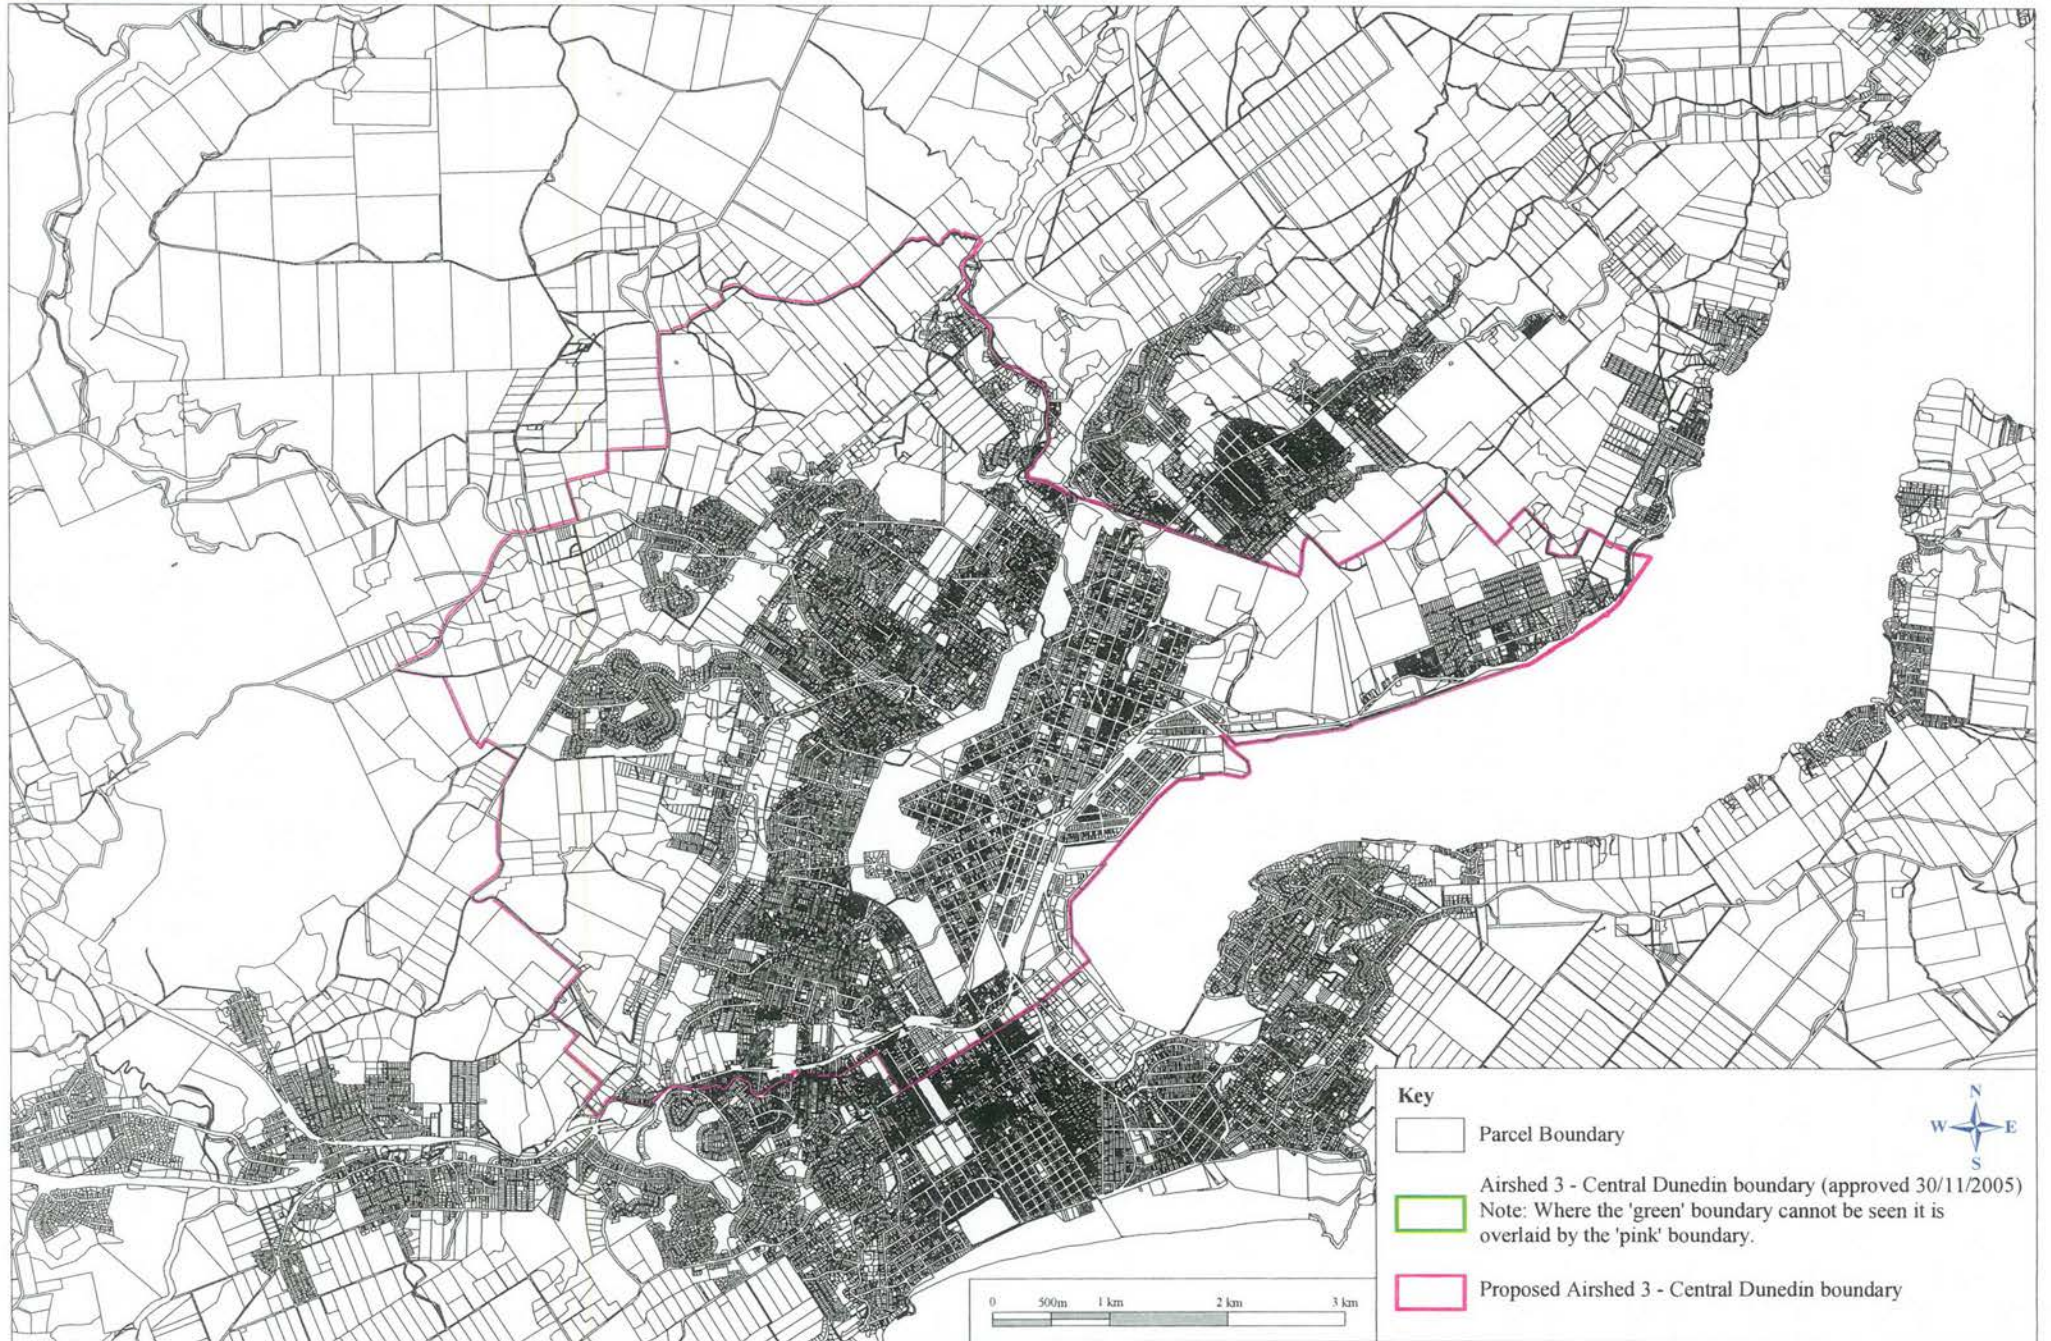 Key
N
W E
S
Parcel Boundary
Airshed 3 - Central Dunedin boundary (approved 30/11/2005)
Note: Where the 'green' boundary cannot be seen it is
overlaid by the 'pink' boundary.
Proposed Airshed 3 - Central Dunedin boundary
0 500m 1 km 2 km 3 km